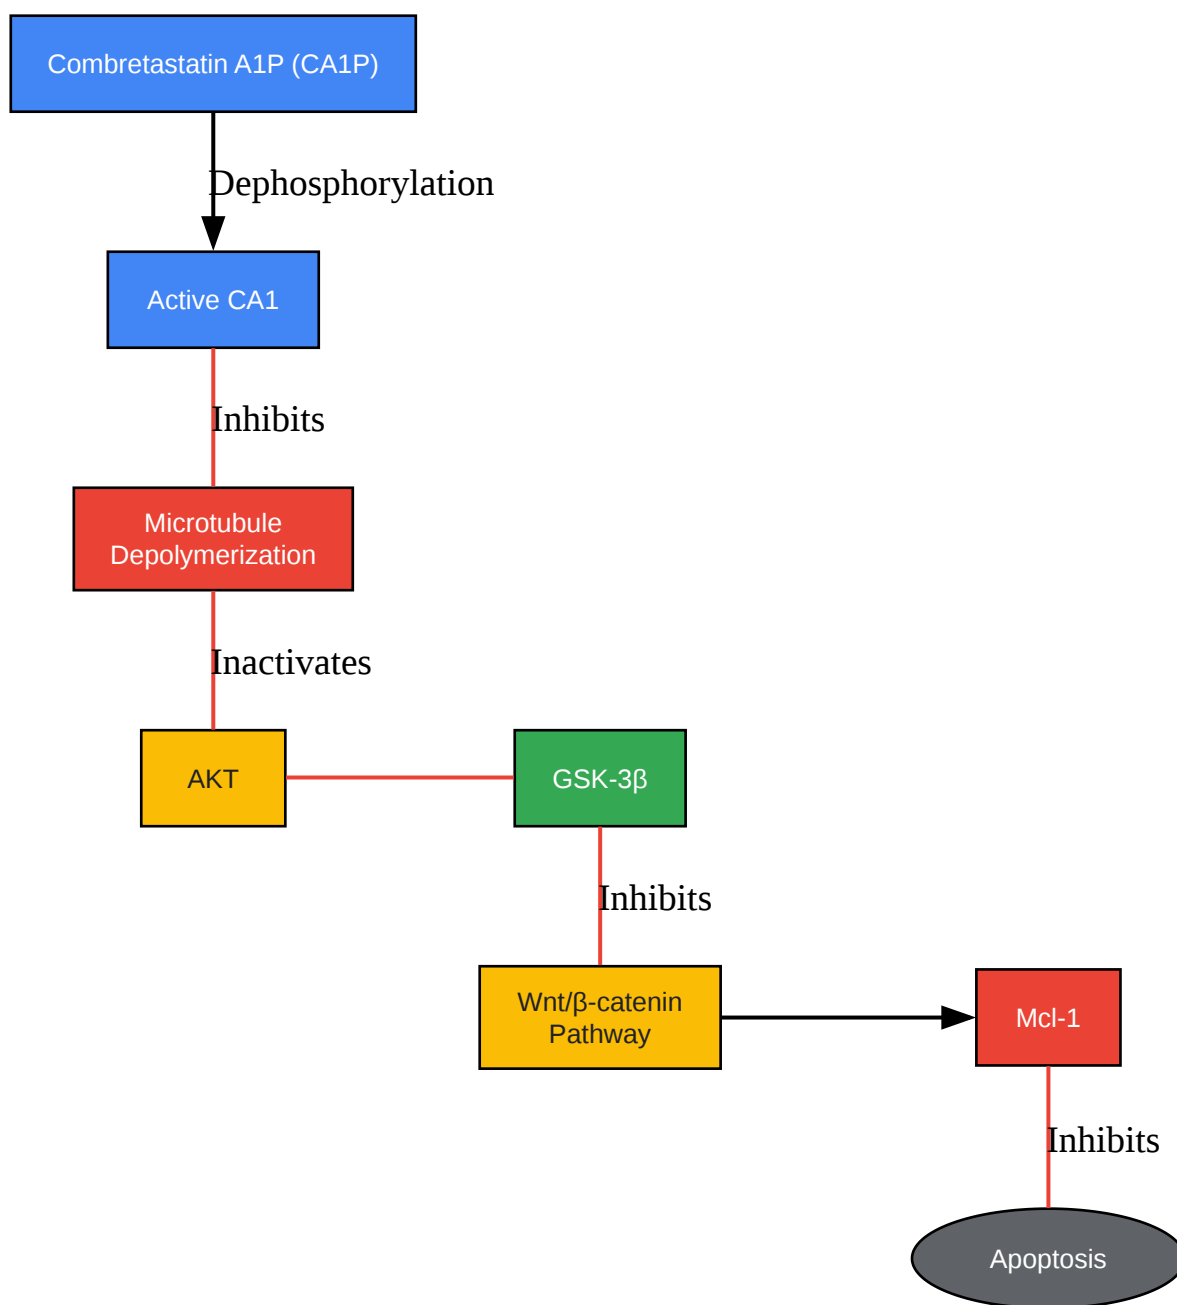 Combretastatin A1P (CA1P)
Dephosphorylation
Active CA1
Inhibits
Microtubule
Depolymerization
Inactivates
AKT
GSK-3β
Inhibits
Wnt/β-catenin
Pathway
Mcl-1
Inhibits
Apoptosis